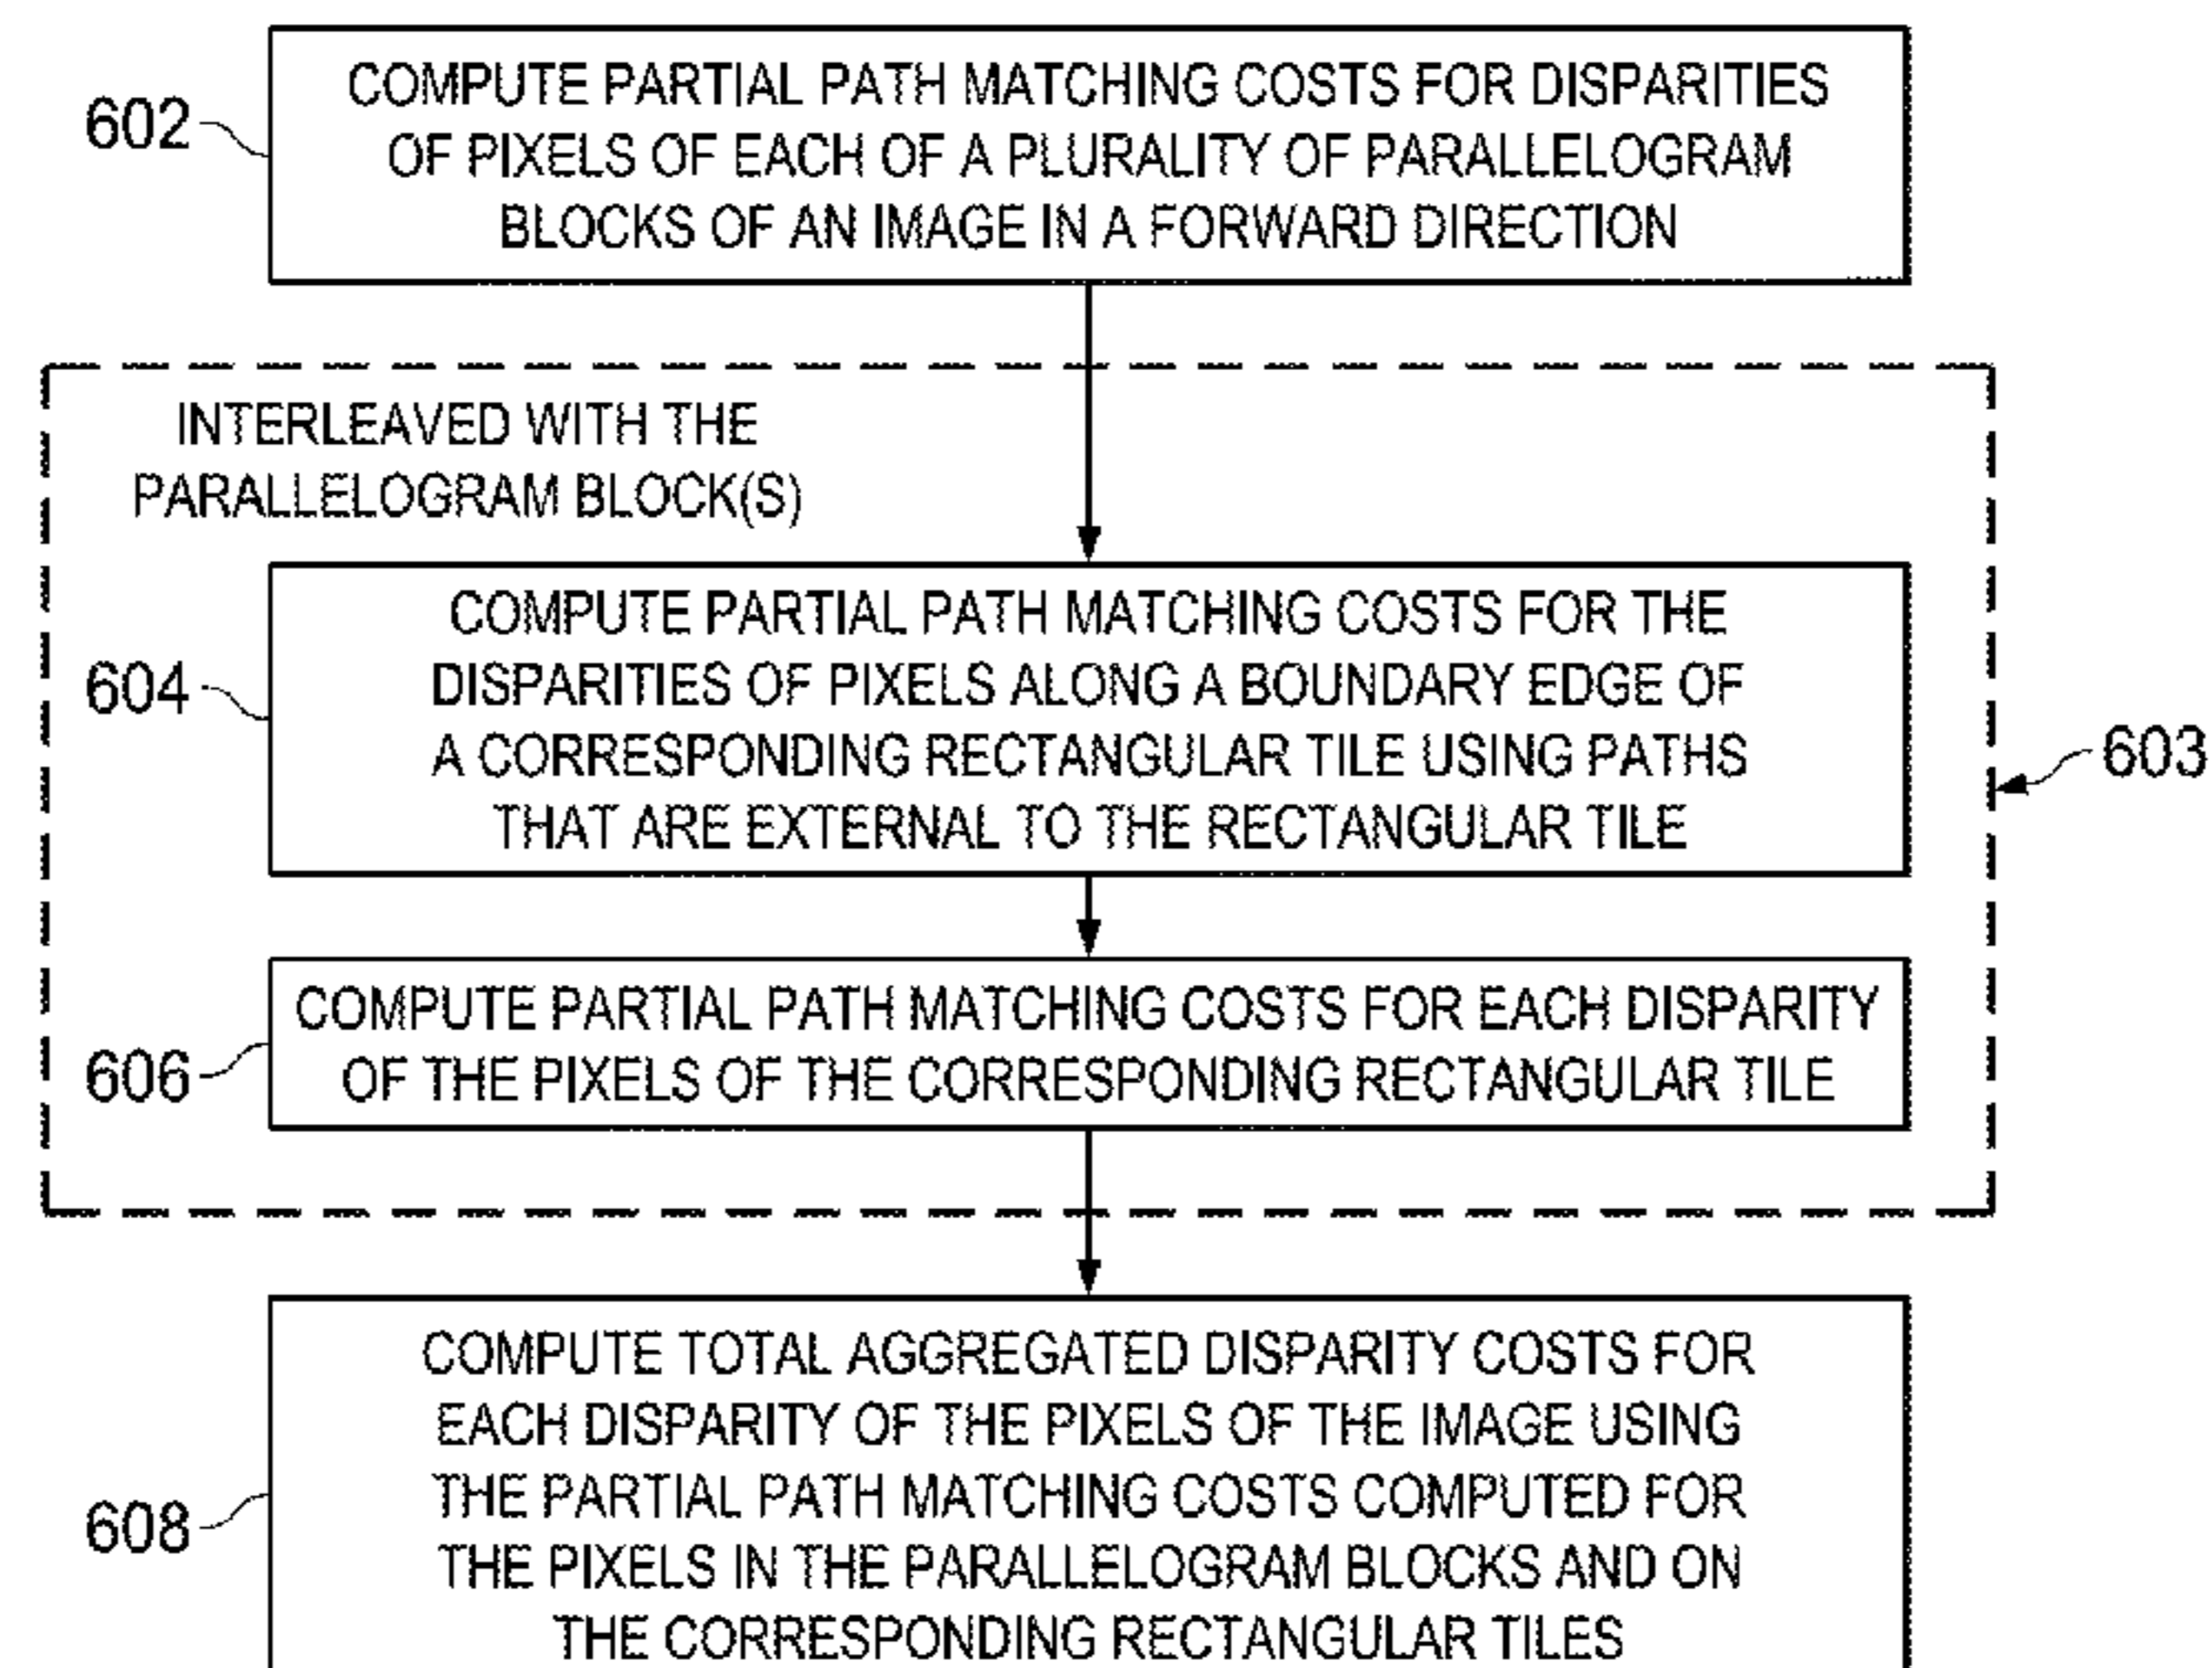 602
COMPUTE PARTIAL PATH MATCHING COSTS FOR DISPARITIES
OF PIXELS OF EACH OF A PLURALITY OF PARALLELOGRAM
BLOCKS OF AN IMAGE IN A FORWARD DIRECTION
INTERLEAVED WITH THE
PARALLELOGRAM BLOCK(S)
604
COMPUTE PARTIAL PATH MATCHING COSTS FOR THE
DISPARITIES OF PIXELS ALONG A BOUNDARY EDGE OF
A CORRESPONDING RECTANGULAR TILE USING PATHS
THAT ARE EXTERNAL TO THE RECTANGULAR TILE
603
606
COMPUTE PARTIAL PATH MATCHING COSTS FOR EACH DISPARITY
OF THE PIXELS OF THE CORRESPONDING RECTANGULAR TILE
608
COMPUTE TOTAL AGGREGATED DISPARITY COSTS FOR
EACH DISPARITY OF THE PIXELS OF THE IMAGE USING
THE PARTIAL PATH MATCHING COSTS COMPUTED FOR
THE PIXELS IN THE PARALLELOGRAM BLOCKS AND ON
THE CORRESPONDING RECTANGULAR TILES